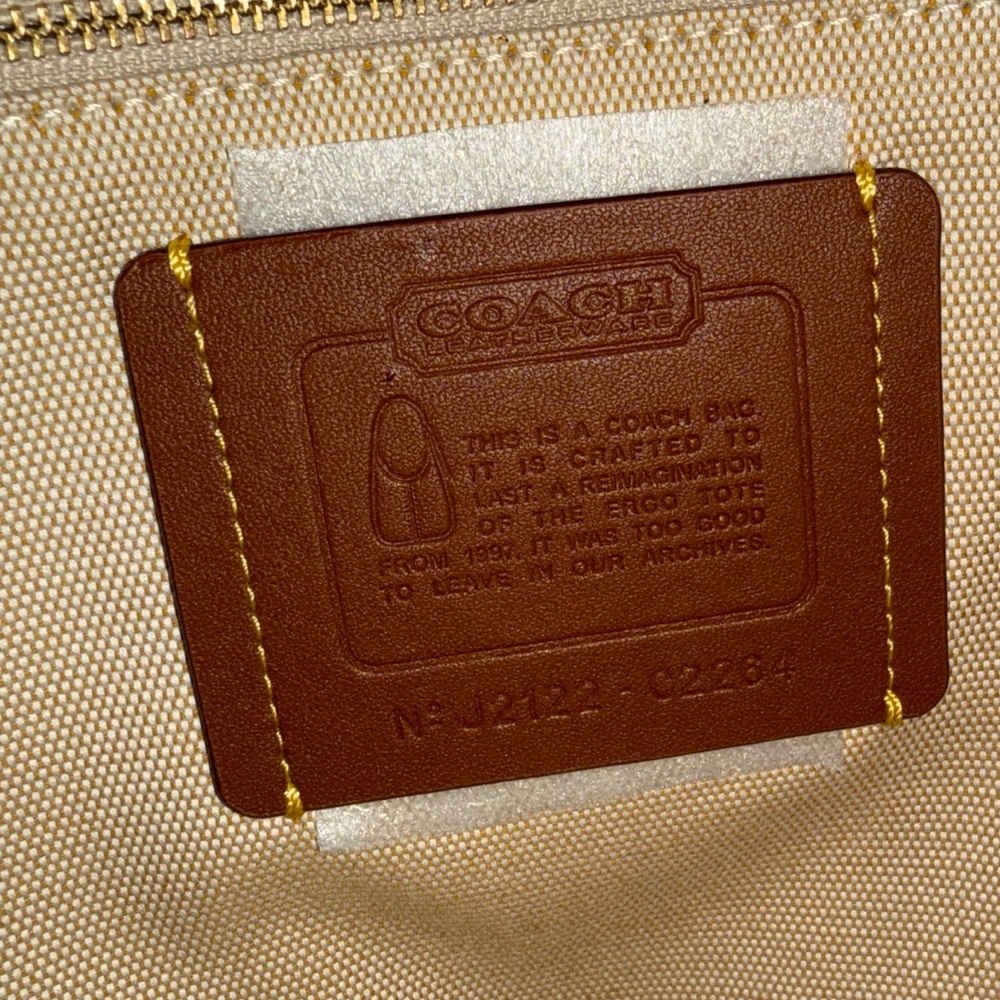 COACH
LEATHERWARE
THIS IS A COACH BAG.
IT IS CRAFTED TO
LAST. A REIMAGINATION
OF THE ERGO TOTE
FROM 1997, IT WAS TOO GOOD
TO LEAVE IN OUR ARCHIVES.
Nº J2122 - C2264